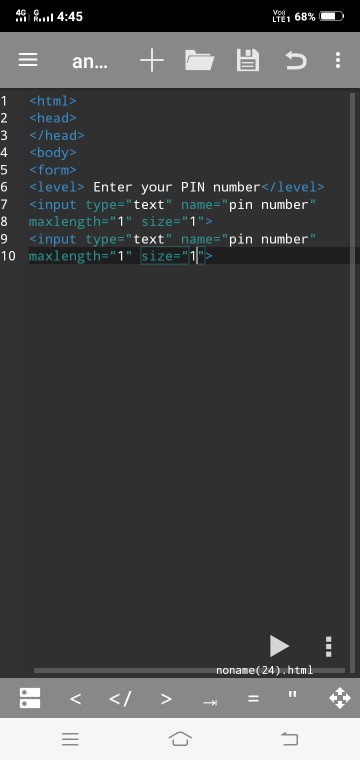 4G G 4:45 Vo) LTE1 68%
an...
1 <html>
2 <head>
3 </head>
4 <body>
5 <form>
6 <level> Enter your PIN number</level>
7 <input type="text" name="pin number"
8 maxlength="1" size="1">
9 <input type="text" name="pin number"
10 maxlength="1" size="1">
noname(24).html
< </ > = "